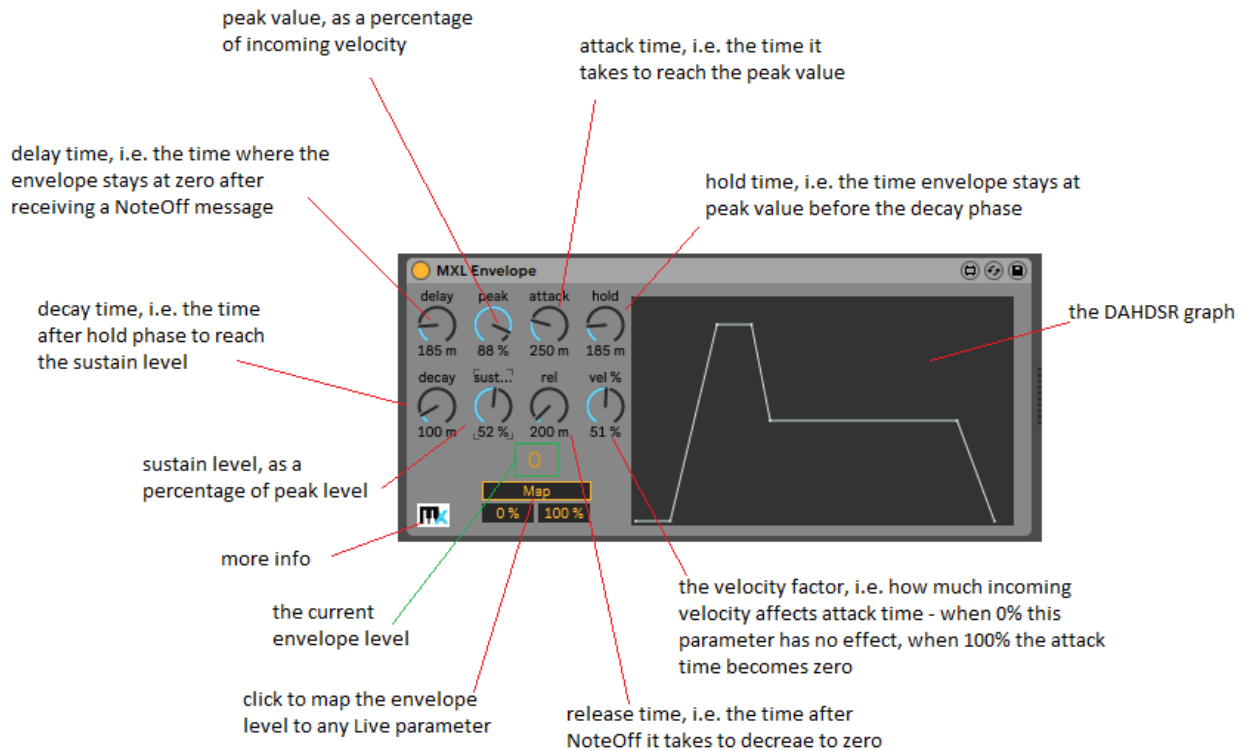 peak value, as a percentage
of incoming velocity
attack time, i.e. the time it
takes to reach the peak value
delay time, i.e. the time where the
envelope stays at zero after
receiving a NoteOff message
hold time, i.e. the time envelope stays at
peak value before the decay phase
MXL Envelope
delay peak attack hold
185 m 88 % 250 m 185 m
decay sust... rel vel %
100 m 52 % 200 m 51 %
0
Map
0 % 100 %
mx
decay time, i.e. the time
after hold phase to reach
the sustain level
the DAHDSR graph
sustain level, as a
percentage of peak level
more info
the current
envelope level
click to map the envelope
level to any Live parameter
the velocity factor, i.e. how much incoming
velocity affects attack time - when 0% this
parameter has no effect, when 100% the attack
time becomes zero
release time, i.e. the time after
NoteOff it takes to decreae to zero